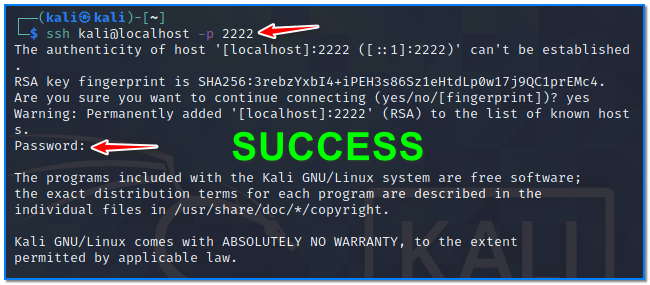 ┌──(kali㉿kali)-[~]
└─$ ssh kali@localhost -p 2222
The authenticity of host '[localhost]:2222 ([::1]:2222)' can't be established
.
RSA key fingerprint is SHA256:3rebzYxbI4+iPEH3s86Sz1eHtdLp0w17j9QC1prEMc4.
Are you sure you want to continue connecting (yes/no/[fingerprint])? yes
Warning: Permanently added '[localhost]:2222' (RSA) to the list of known host
s.
Password:
SUCCESS
The programs included with the Kali GNU/Linux system are free software;
the exact distribution terms for each program are described in the
individual files in /usr/share/doc/*/copyright.
Kali GNU/Linux comes with ABSOLUTELY NO WARRANTY, to the extent
permitted by applicable law.
KALI